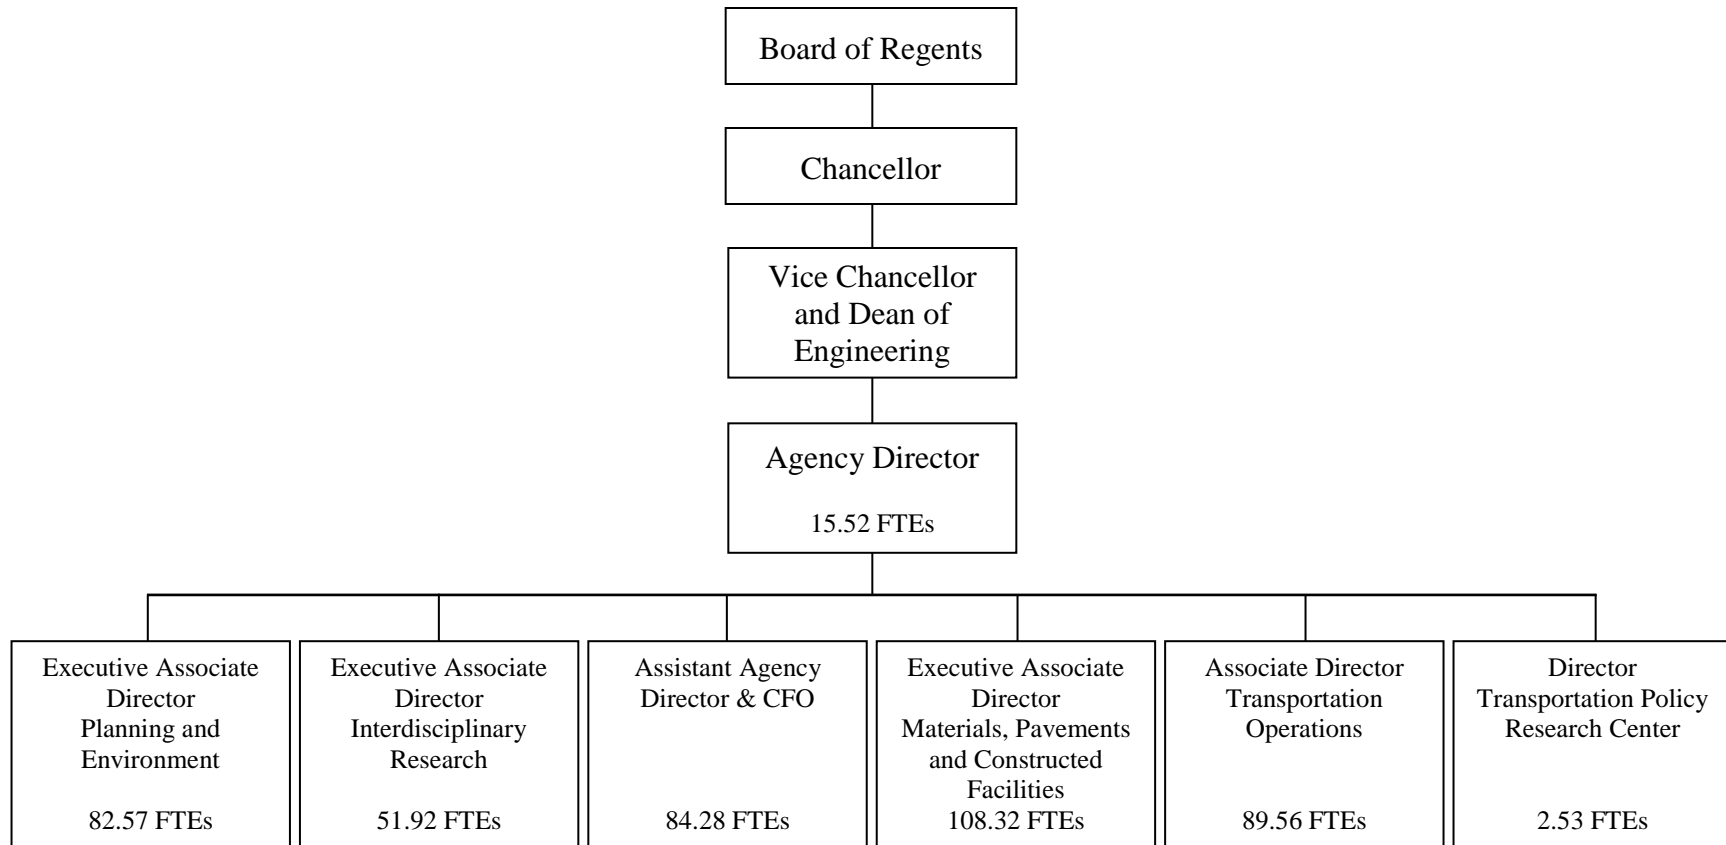 Board of Regents
Chancellor
Vice Chancellor
and Dean of
Engineering
Agency Director
15.52 FTEs
Executive Associate
Director
Planning and
Environment
82.57 FTEs
Executive Associate
Director
Interdisciplinary
Research
51.92 FTEs
Assistant Agency
Director & CFO
84.28 FTEs
Executive Associate
Director
Materials, Pavements
and Constructed
Facilities
108.32 FTEs
Associate Director
Transportation
Operations
89.56 FTEs
Director
Transportation Policy
Research Center
2.53 FTEs